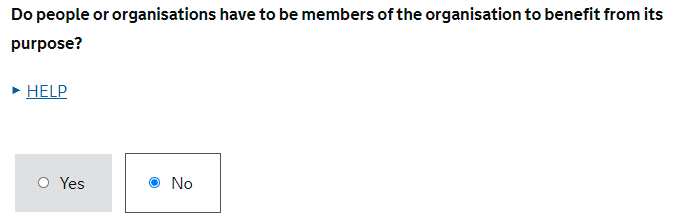 Do people or organisations have to be members of the organisation to benefit from its
purpose?
HELP
Yes
No